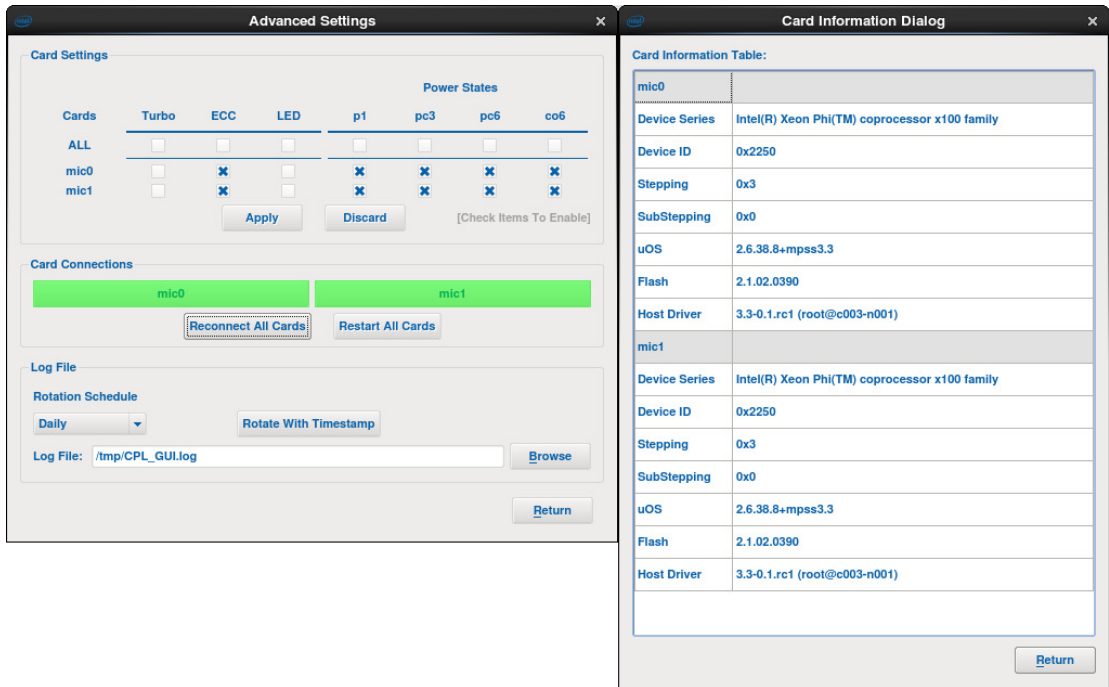 Advanced Settings
Card Settings
Power States
Cards Turbo ECC LED p1 pc3 pc6 co6
ALL
mic0
mic1
Apply Discard [Check Items To Enable]
Card Connections
mic0 mic1
Reconnect All Cards Restart All Cards
Log File
Rotation Schedule
Daily Rotate With Timestamp
Log File: /tmp/CPL_GUI.log Browse
Return
Card Information Dialog
Card Information Table:
mic0
Device Series Intel(R) Xeon Phi(TM) coprocessor x100 family
Device ID 0x2250
Stepping 0x3
SubStepping 0x0
uOS 2.6.38.8+mpss3.3
Flash 2.1.02.0390
Host Driver 3.3-0.1.rc1 (root@c003-n001)
mic1
Device Series Intel(R) Xeon Phi(TM) coprocessor x100 family
Device ID 0x2250
Stepping 0x3
SubStepping 0x0
uOS 2.6.38.8+mpss3.3
Flash 2.1.02.0390
Host Driver 3.3-0.1.rc1 (root@c003-n001)
Return